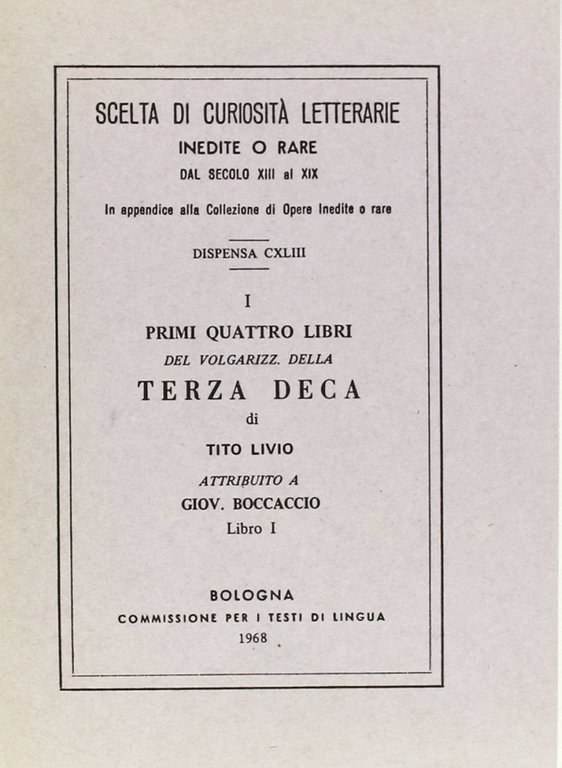 SCELTA DI CURIOSITÀ LETTERARIE
INEDITE O RARE
DAL SECOLO XIII al XIX
In appendice alla Collezione di Opere Inedite o rare
DISPENSA CXLIII
I
PRIMI QUATTRO LIBRI
DEL VOLGARIZZ. DELLA
TERZA DECA
di
TITO LIVIO
ATTRIBUITO A
GIOV. BOCCACCIO
Libro I
BOLOGNA
COMMISSIONE PER I TESTI DI LINGUA
1968